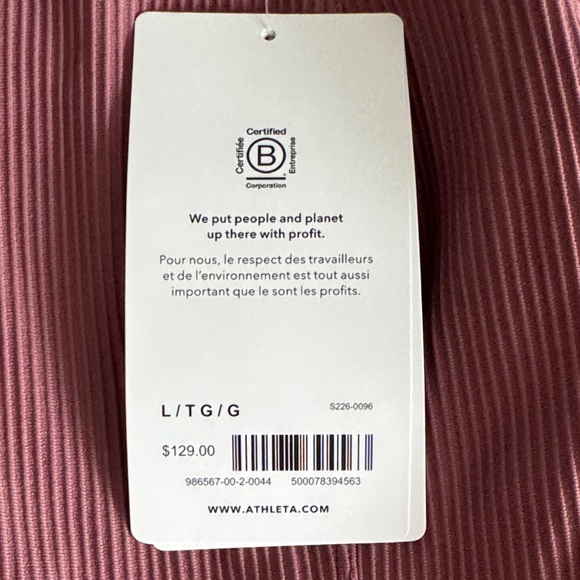 Certified
Certifiée
B
Entreprise
Corporation
We put people and planet
up there with profit.
Pour nous, le respect des travailleurs
et de l'environnement est tout aussi
important que le sont les profits.
L / T G / G
S226-0096
$129.00
986567-00-2-0044 500078394563
WWW.ATHLETA.COM